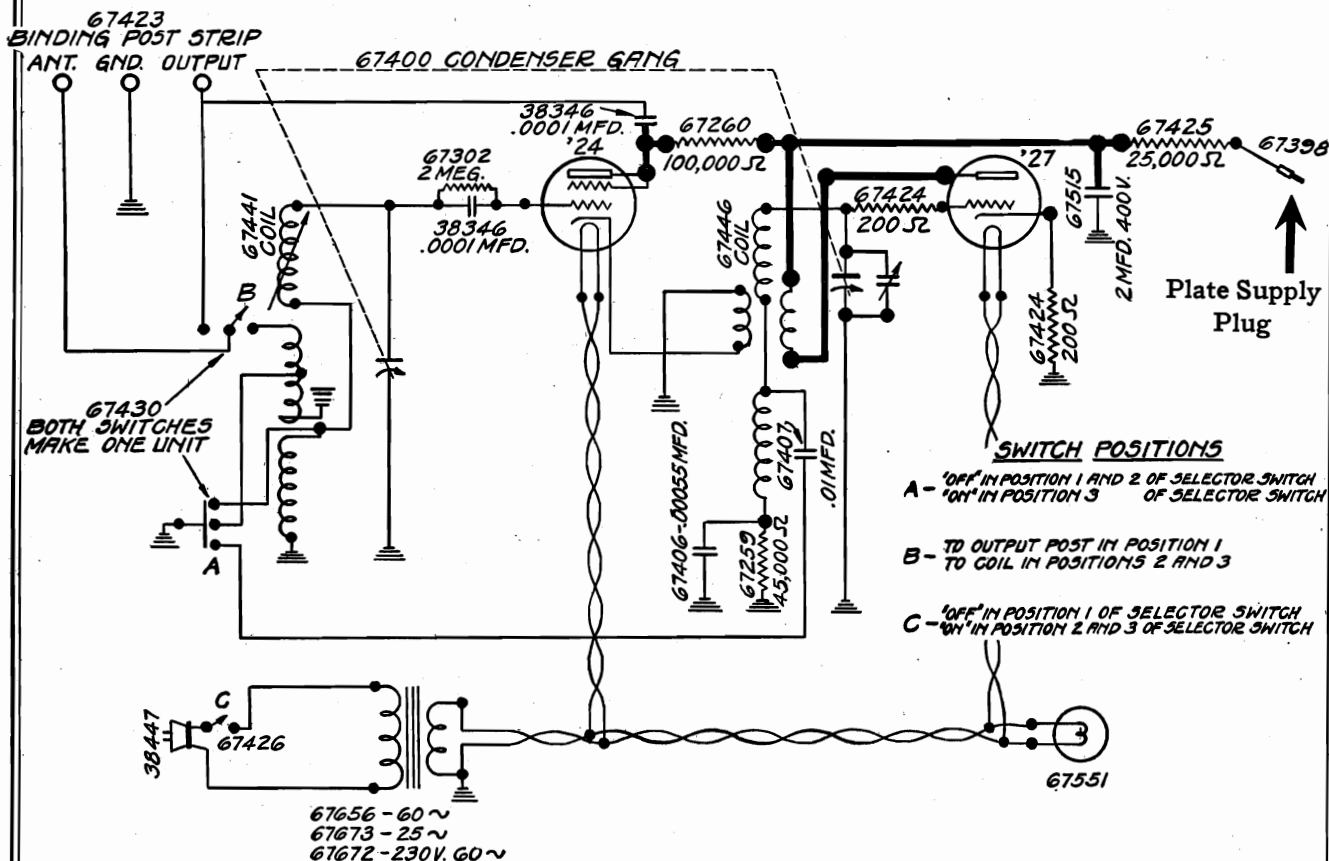 67423
BINDING POST STRIP
ANT. GND. OUTPUT
67400 CONDENSER GANG
38346
.0001 MFD.
'24
67260
100,000 Ω
67425
25,000 Ω
67398
67302
2 MEG.
38346
.0001 MFD.
67441
COIL
67446
COIL
67424
200 Ω
'27
67515
2 MFD. 400V.
Plate Supply
Plug
67424
200 Ω
B
67430
BOTH SWITCHES
MAKE ONE UNIT
A
67406-.00055 MFD.
67407
.01 MFD.
67259
45,000 Ω
SWITCH POSITIONS
A - "OFF" IN POSITION 1 AND 2 OF SELECTOR SWITCH
"ON" IN POSITION 3 OF SELECTOR SWITCH
B - TO OUTPUT POST IN POSITION 1
TO COIL IN POSITIONS 2 AND 3
C - "OFF" IN POSITION 1 OF SELECTOR SWITCH
"ON" IN POSITION 2 AND 3 OF SELECTOR SWITCH
38447
C
67426
67551
67656 - 60 ~
67673 - 25 ~
67672 - 230V. 60 ~